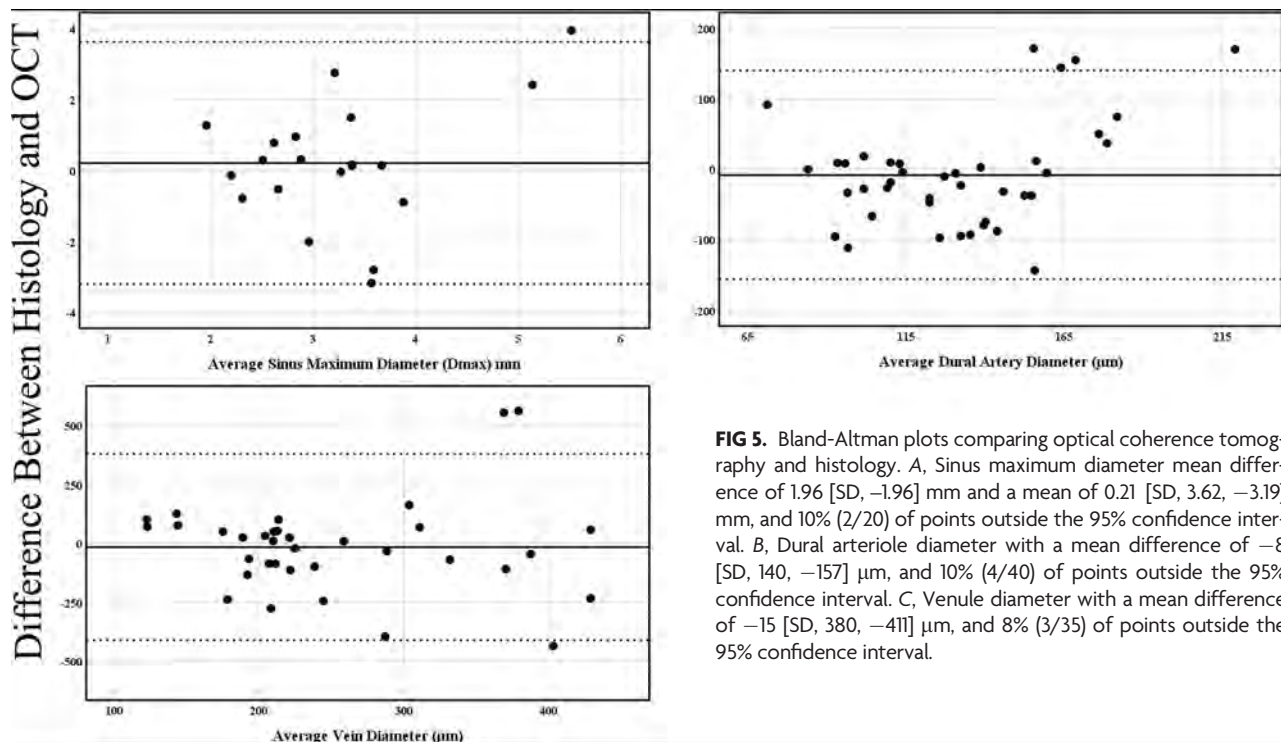 Difference Between Histology and OCT
4
2
0
-2
-4
1 2 3 4 5 6
Average Sinus Maximum Diameter (Dmax) mm
200
100
0
-100
-200
65 115 165 215
Average Dural Artery Diameter (µm)
500
250
0
-250
-500
100 200 300 400
Average Vein Diameter (µm)
FIG 5. Bland-Altman plots comparing optical coherence tomog-
raphy and histology. A, Sinus maximum diameter mean differ-
ence of 1.96 [SD, –1.96] mm and a mean of 0.21 [SD, 3.62, −3.19]
mm, and 10% (2/20) of points outside the 95% confidence inter-
val. B, Dural arteriole diameter with a mean difference of −8
[SD, 140, −157] µm, and 10% (4/40) of points outside the 95%
confidence interval. C, Venule diameter with a mean difference
of −15 [SD, 380, −411] µm, and 8% (3/35) of points outside the
95% confidence interval.